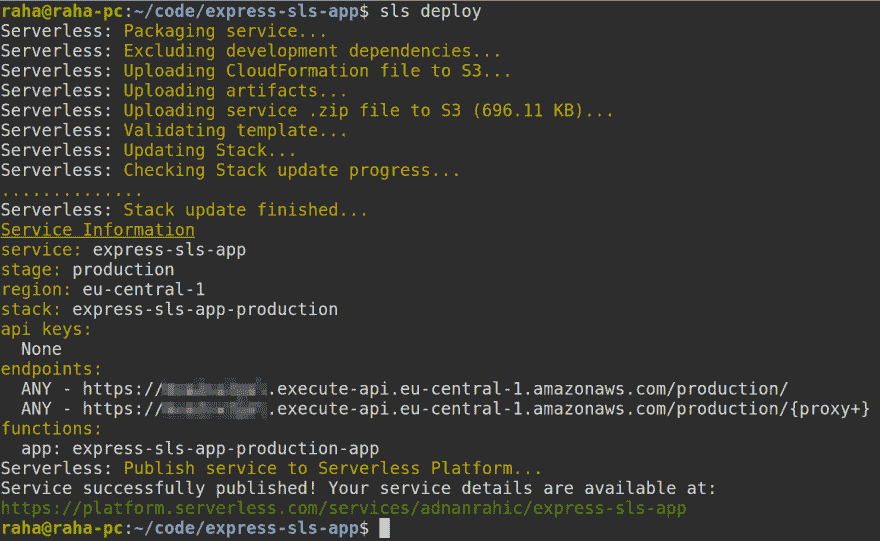 raha@raha-pc:~/code/express-sls-app$ sls deploy
Serverless: Packaging service...
Serverless: Excluding development dependencies...
Serverless: Uploading CloudFormation file to S3...
Serverless: Uploading artifacts...
Serverless: Uploading service .zip file to S3 (696.11 KB)...
Serverless: Validating template...
Serverless: Updating Stack...
Serverless: Checking Stack update progress...
..............
Serverless: Stack update finished...
Service Information
service: express-sls-app
stage: production
region: eu-central-1
stack: express-sls-app-production
api keys:
  None
endpoints:
  ANY - https://.execute-api.eu-central-1.amazonaws.com/production/
  ANY - https://.execute-api.eu-central-1.amazonaws.com/production/{proxy+}
functions:
  app: express-sls-app-production-app
Serverless: Publish service to Serverless Platform...
Service successfully published! Your service details are available at:
https://platform.serverless.com/services/adnanrahic/express-sls-app
raha@raha-pc:~/code/express-sls-app$